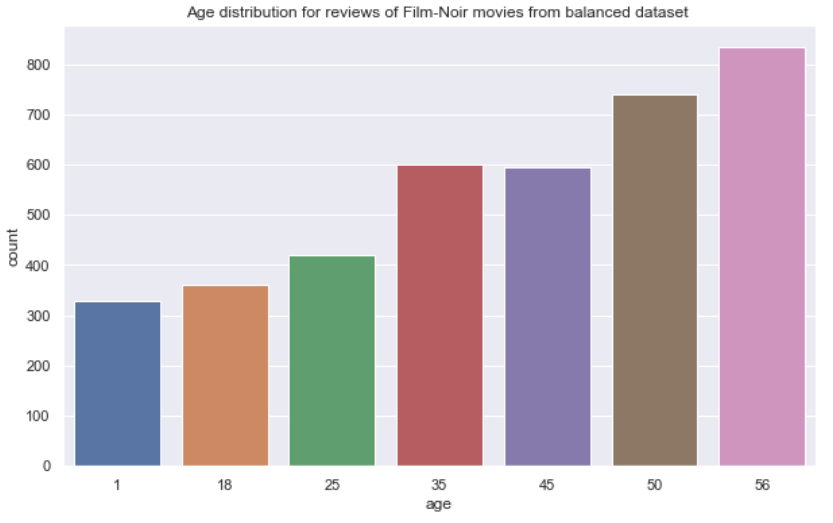 Age distribution for reviews of Film-Noir movies from balanced dataset
800
700
600
500
400
300
200
100
0
count
1 18 25 35 45 50 56
age